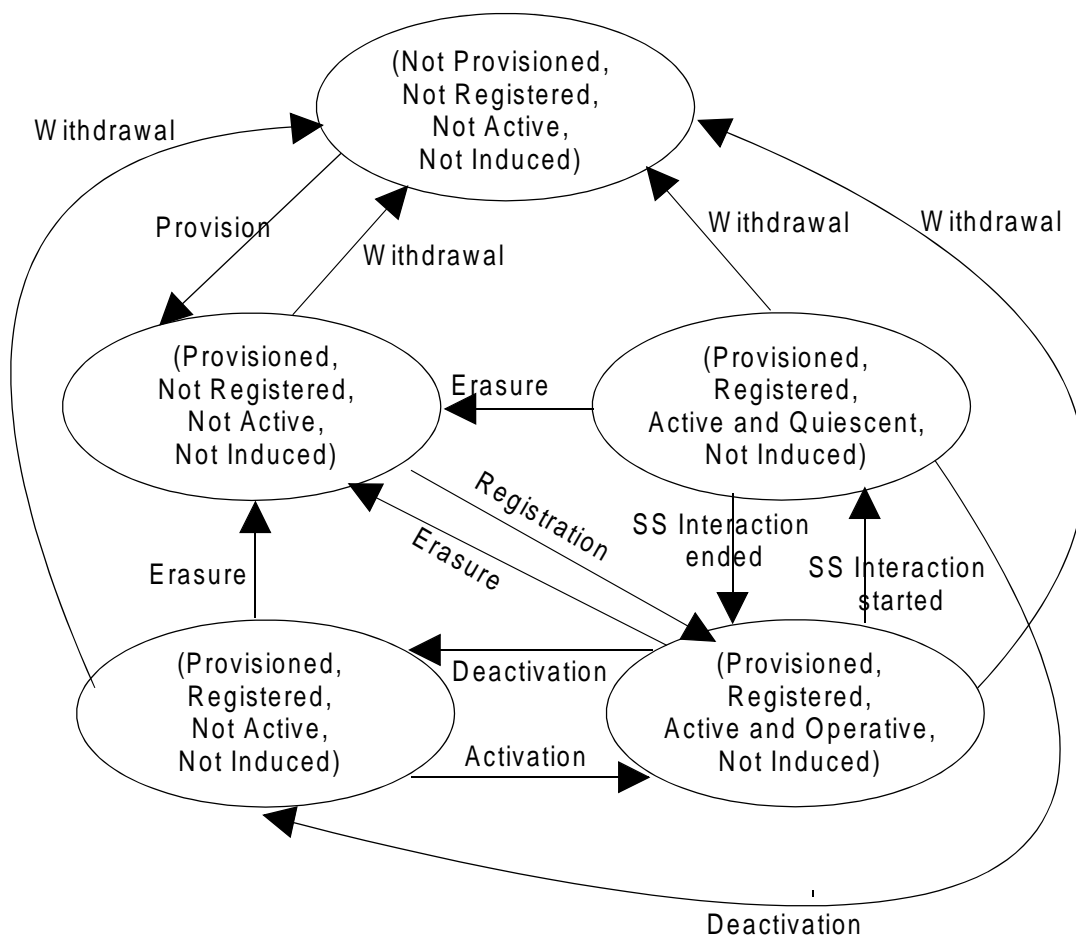 (Not Provisioned,
Not Registered,
Not Active,
Not Induced)
Withdrawal
Provision
Withdrawal
Withdrawal
Withdrawal
(Provisioned,
Not Registered,
Not Active,
Not Induced)
Erasure
(Provisioned,
Registered,
Active and Quiescent,
Not Induced)
Registration
Erasure
SS Interaction
ended
SS Interaction
started
Erasure
(Provisioned,
Registered,
Not Active,
Not Induced)
Deactivation
Activation
(Provisioned,
Registered,
Active and Operative,
Not Induced)
Deactivation